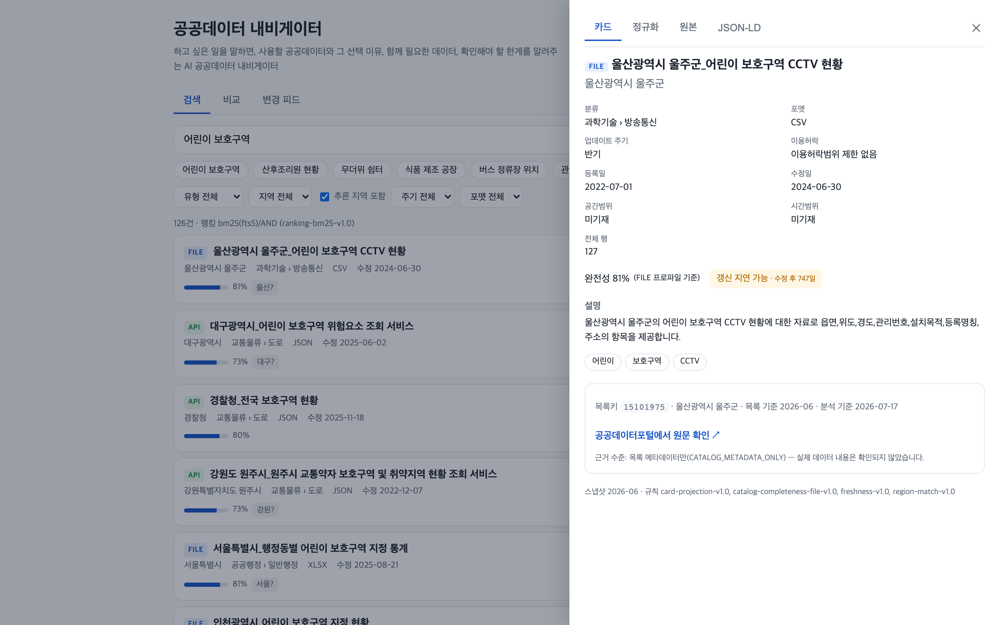 공공데이터 내비게이터
하고 싶은 일을 말하면, 사용할 공공데이터와 그 선택 이유, 함께 필요한 데이터, 확인해야 할 한계를 알려주
는 AI 공공데이터 내비게이터
검색 비교 변경 피드
어린이 보호구역
어린이 보호구역 산후조리원 현황 무더위 쉼터 식품 제조 공장 버스 정류장 위치
유형 전체 지역 전체 추론 지역 포함 주기 전체 포맷 전체
126건 · 랭킹 bm25(fts5)/AND (ranking-bm25-v1.0)
FILE 울산광역시 울주군_어린이 보호구역 CCTV 현황
울산광역시 울주군 과학기술 › 방송통신 CSV 수정 2024-06-30
81% 울산?
API 대구광역시_어린이 보호구역 위험요소 조회 서비스
대구광역시 교통물류 › 도로 JSON 수정 2025-06-02
73% 대구?
API 경찰청_전국 보호구역 현황
경찰청 교통물류 › 도로 JSON 수정 2025-11-18
80%
API 강원도 원주시_원주시 교통약자 보호구역 및 취약지역 현황 조회 서비스
강원특별자치도 원주시 교통물류 › 도로 JSON 수정 2022-12-07
73% 강원?
FILE 서울특별시_행정동별 어린이 보호구역 지정 통계
서울특별시 공공행정 › 일반행정 XLSX 수정 2025-08-21
81% 서울?
FILE 인천광역시_어린이 보호구역 지정 현황
카드 정규화 원본 JSON-LD
FILE 울산광역시 울주군_어린이 보호구역 CCTV 현황
울산광역시 울주군
분류 포맷
과학기술 › 방송통신 CSV
업데이트 주기 이용허락
반기 이용허락범위 제한 없음
등록일 수정일
2022-07-01 2024-06-30
공간범위 시간범위
미기재 미기재
전체 행
127
완전성 81% (FILE 프로파일 기준) 갱신 지연 가능 · 수정 후 747일
설명
울산광역시 울주군의 어린이 보호구역 CCTV 현황에 대한 자료로 읍면,위도,경도,관리번호,설치목적,등록명칭,
주소의 항목을 제공합니다.
어린이 보호구역 CCTV
목록키 15101975 · 울산광역시 울주군 · 목록 기준 2026-06 · 분석 기준 2026-07-17
공공데이터포털에서 원문 확인 ↗
근거 수준: 목록 메타데이터만(CATALOG_METADATA_ONLY) — 실제 데이터 내용은 확인되지 않았습니다.
스냅샷 2026-06 · 규칙 card-projection-v1.0, catalog-completeness-file-v1.0, freshness-v1.0, region-match-v1.0